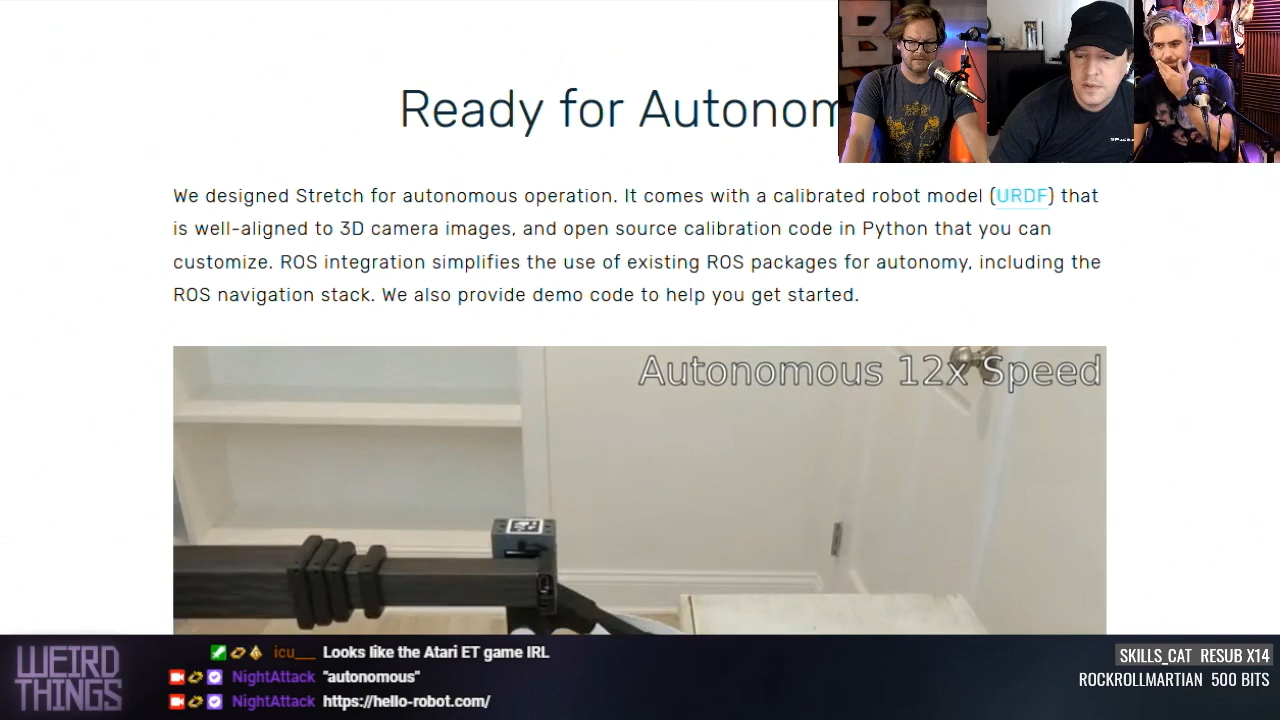 Ready for Autonom
We designed Stretch for autonomous operation. It comes with a calibrated robot model (URDF) that
is well-aligned to 3D camera images, and open source calibration code in Python that you can
customize. ROS integration simplifies the use of existing ROS packages for autonomy, including the
ROS navigation stack. We also provide demo code to help you get started.
Autonomous 12x Speed
WEIRD
THINGS
icu___ Looks like the Atari ET game IRL
NightAttack "autonomous"
NightAttack https://hello-robot.com/
SKILLS_CAT RESUB X14
ROCKROLLMARTIAN 500 BITS